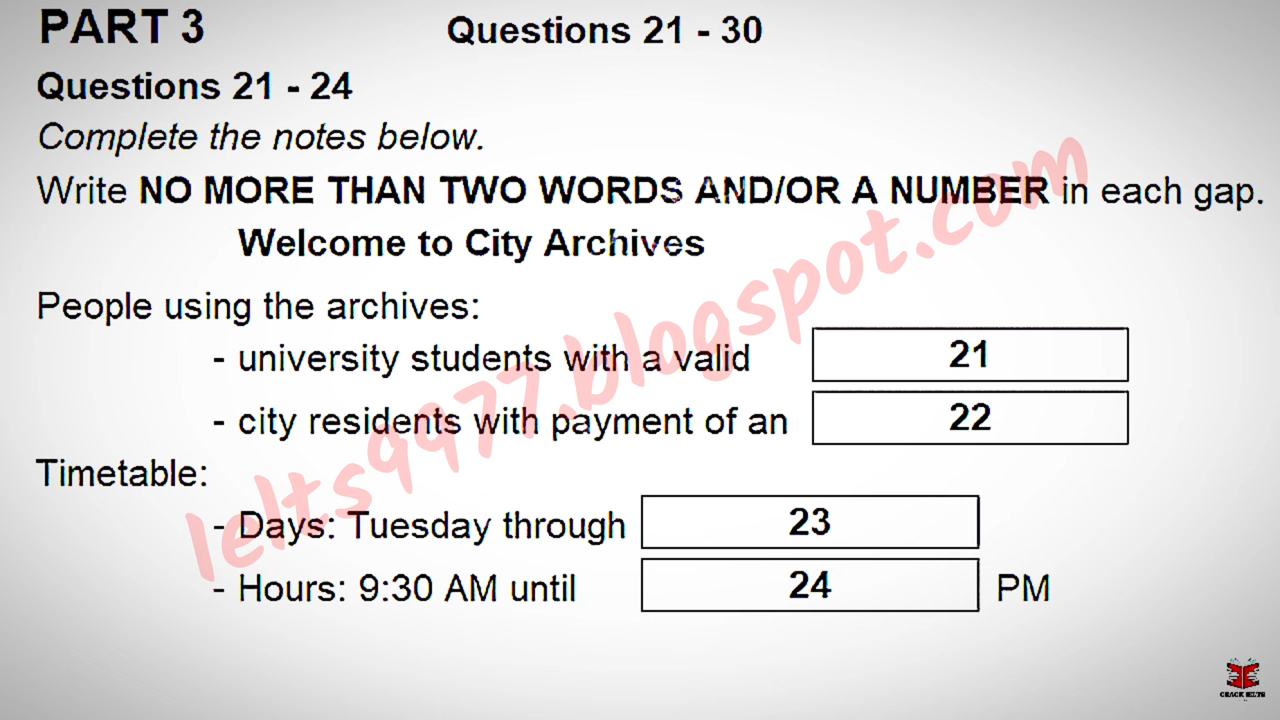 PART 3 Questions 21 - 30
Questions 21 - 24
Complete the notes below.
Write NO MORE THAN TWO WORDS AND/OR A NUMBER in each gap.
Welcome to City Archives
People using the archives:
- university students with a valid 21
- city residents with payment of an 22
Timetable:
- Days: Tuesday through 23
- Hours: 9:30 AM until 24 PM
Ielts9977.blogspot.com
CRACK IELTS